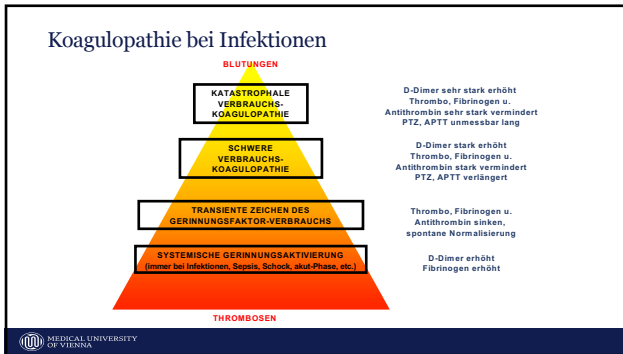 Koagulopathie bei Infektionen
BLUTUNGEN
KATASTROPHALE
VERBRAUCHS-
KOAGULOPATHIE
D-Dimer sehr stark erhöht
Thrombo, Fibrinogen u.
Antithrombin sehr stark vermindert
PTZ, APTT unmessbar lang
SCHWERE
VERBRAUCHS-
KOAGULOPATHIE
D-Dimer stark erhöht
Thrombo, Fibrinogen u.
Antithrombin stark vermindert
PTZ, APTT verlängert
TRANSIENTE ZEICHEN DES
GERINNUNGSFAKTOR-VERBRAUCHS
Thrombo, Fibrinogen u.
Antithrombin sinken,
spontane Normalisierung
SYSTEMISCHE GERINNUNGSAKTIVIERUNG
(immer bei Infektionen, Sepsis, Schock, akut-Phase, etc.)
D-Dimer erhöht
Fibrinogen erhöht
THROMBOSEN
MEDICAL UNIVERSITY
OF VIENNA